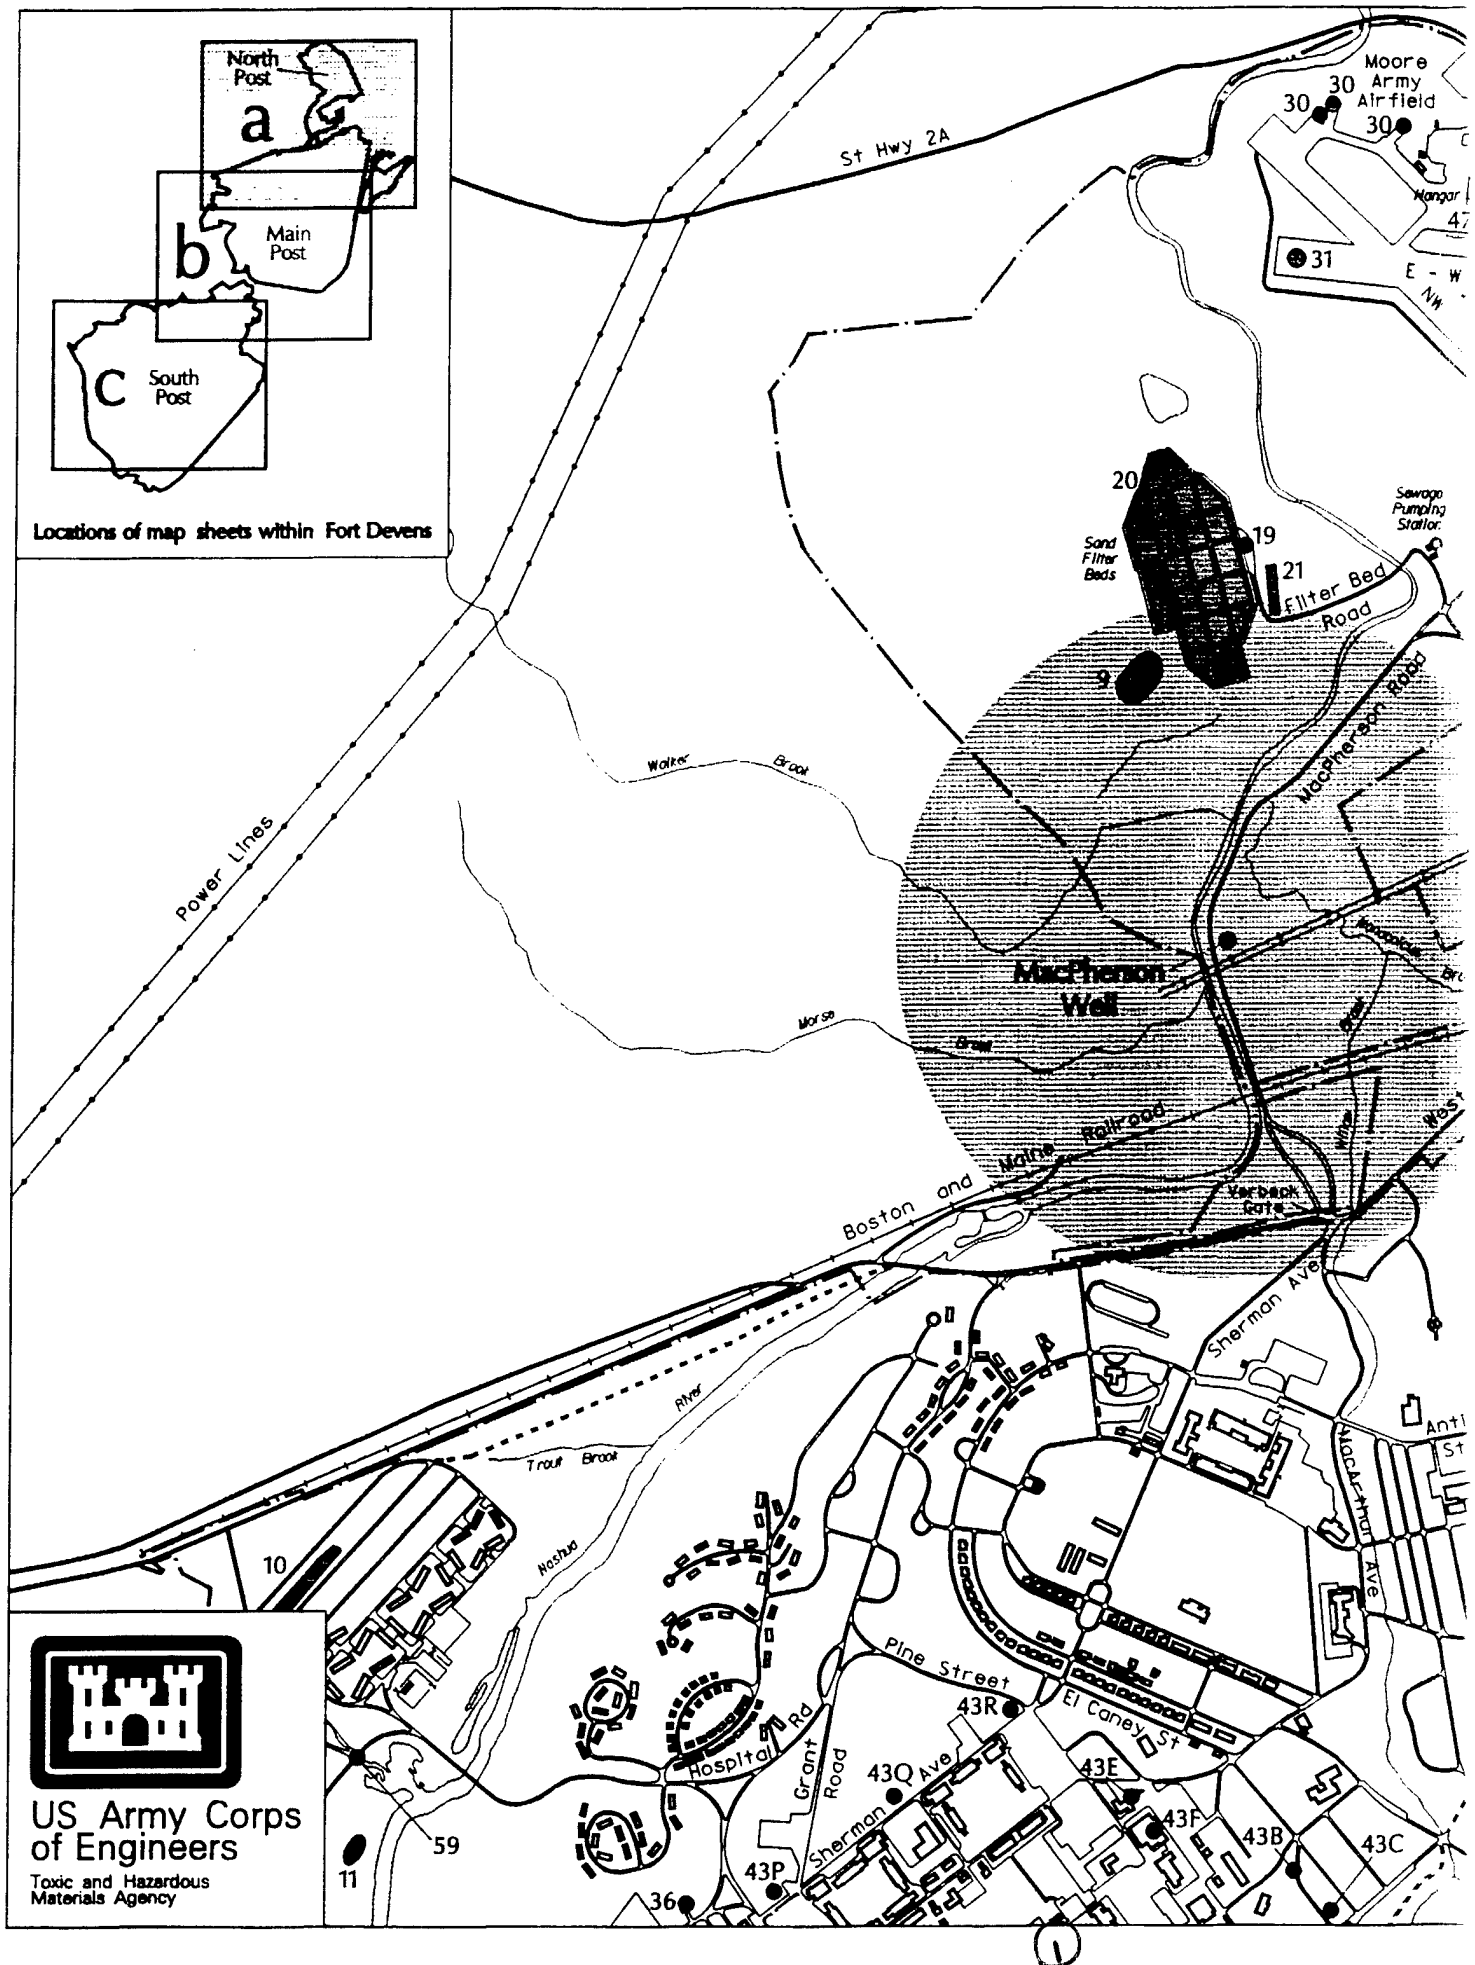 North
Post
a
b
Main
Post
C
South
Post
Locations of map sheets within Fort Devens
St Hwy 2A
Moore
Army
Airfield
30
30
30
Hangar
47
31
E - W
NW
20
Sand
Filter
Beds
19
21
Sewage
Pumping
Station
Filter Bed
Road
9
MacPherson Road
Walker Brook
Power Lines
MacPherson
Well
Morse Brook
Brook
Willow
Boston and Maine Railroad
West
Verbeck
Gate
Sherman Ave
River
Trout Brook
Nashua
Anti
St
MacArthur Ave
10
Pine Street
43R
El Caney St
Hospital Rd
Grant
Road
43Q
Sherman Ave
43E
43F
43B
43C
43P
36
59
11
US Army Corps
of Engineers
Toxic and Hazardous
Materials Agency